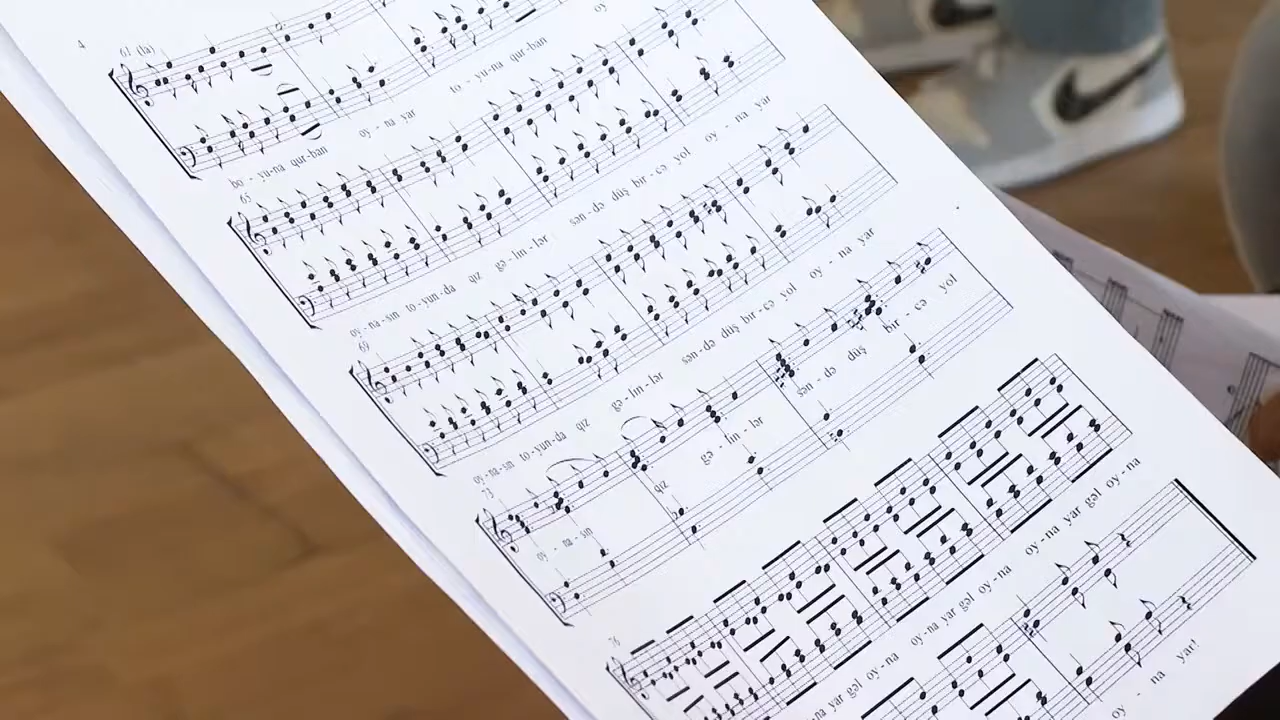 4
61 (fa)
oy
oy - na yar to - yu-na qur-ban
bo - yu-na qur-ban
65
sən-də düş bir-cə yol oy - na yar
oy-na-sın to-yun-da qız gə-lin-lər
69
sən-də düş bir-cə yol oy - na yar
oy-na-sın to-yun-da qız gə-lin-lər
73
oy - na - sın qız gə - lin - lər sən - də düş bir - cə yol
76
na yar gəl oy-na oy-na yar gəl oy-na oy-na yar gəl oy-na
oy - na yar!